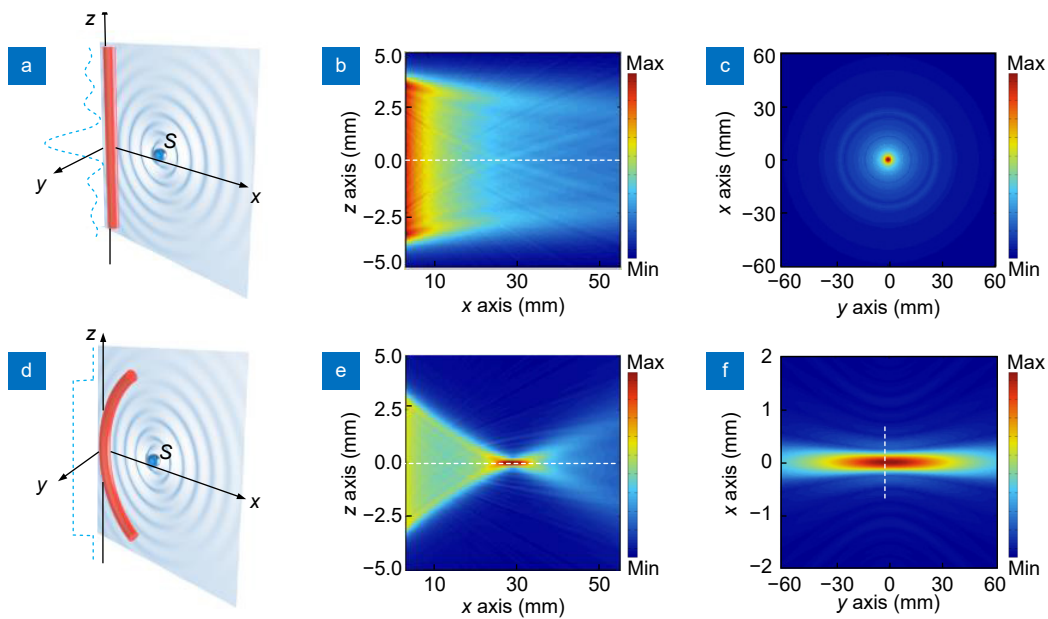 a
z
S
y
x
b
5.0
2.5
0.0
−2.5
−5.0
z axis (mm)
10
30
50
x axis (mm)
Max
Min
c
60
30
0
−30
−60
x axis (mm)
−60
−30
0
30
60
y axis (mm)
Max
Min
d
z
S
y
x
e
5.0
2.5
0.0
−2.5
−5.0
z axis (mm)
10
30
50
x axis (mm)
Max
Min
f
2
1
0
−1
−2
x axis (mm)
−60
−30
0
30
60
y axis (mm)
Max
Min